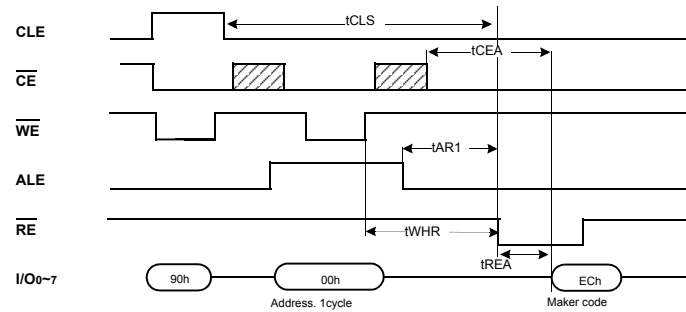 CLE
tCLS
tCEA
CE
WE
tAR1
ALE
tWHR
RE
tREA
I/O0~7
90h
00h
ECh
Address. 1cycle
Maker code